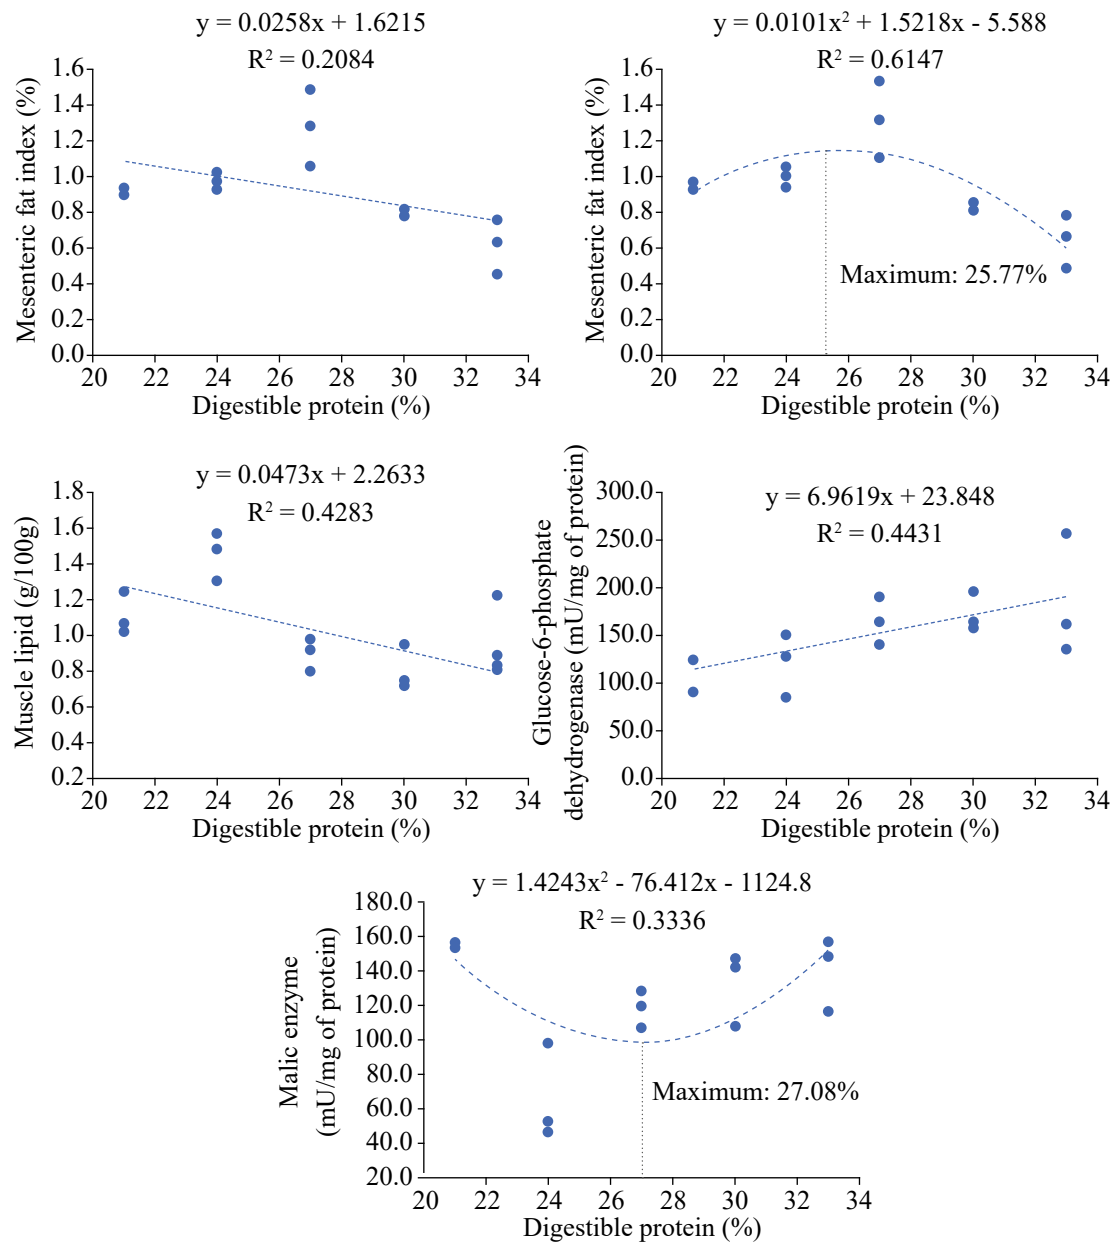 y = 0.0258x + 1.6215
R² = 0.2084
Mesenteric fat index (%)
1.6
1.4
1.2
1.0
0.8
0.6
0.4
0.2
0.0
20 22 24 26 28 30 32 34
Digestible protein (%)
y = 0.0101x² + 1.5218x - 5.588
R² = 0.6147
Mesenteric fat index (%)
1.6
1.4
1.2
1.0
0.8
0.6
0.4
0.2
0.0
Maximum: 25.77%
20 22 24 26 28 30 32 34
Digestible protein (%)
y = 0.0473x + 2.2633
R² = 0.4283
Muscle lipid (g/100g)
1.8
1.6
1.4
1.2
1.0
0.8
0.6
0.4
0.2
20 22 24 26 28 30 32 34
Digestible protein (%)
y = 6.9619x + 23.848
R² = 0.4431
Glucose-6-phosphate
dehydrogenase (mU/mg of protein)
300.0
250.0
200.0
150.0
100.0
50.0
0.0
20 22 24 26 28 30 32 34
Digestible protein (%)
y = 1.4243x² - 76.412x - 1124.8
R² = 0.3336
Malic enzyme
(mU/mg of protein)
180.0
160.0
140.0
120.0
100.0
80.0
60.0
40.0
20.0
Maximum: 27.08%
20 22 24 26 28 30 32 34
Digestible protein (%)